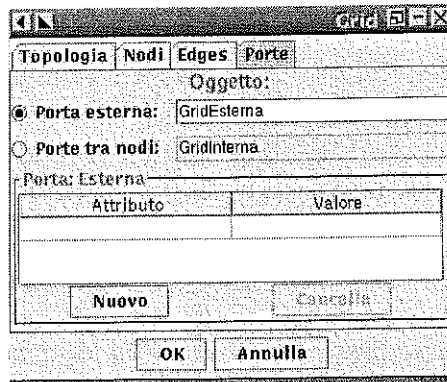 Grid
Topologia Nodi Edges Porte
Oggetto:
Porta esterna: GridEsterna
Porte tra nodi: GridInterna
Porta: Esterna
Attributo Valore
Nuovo Cancella
OK Annulla